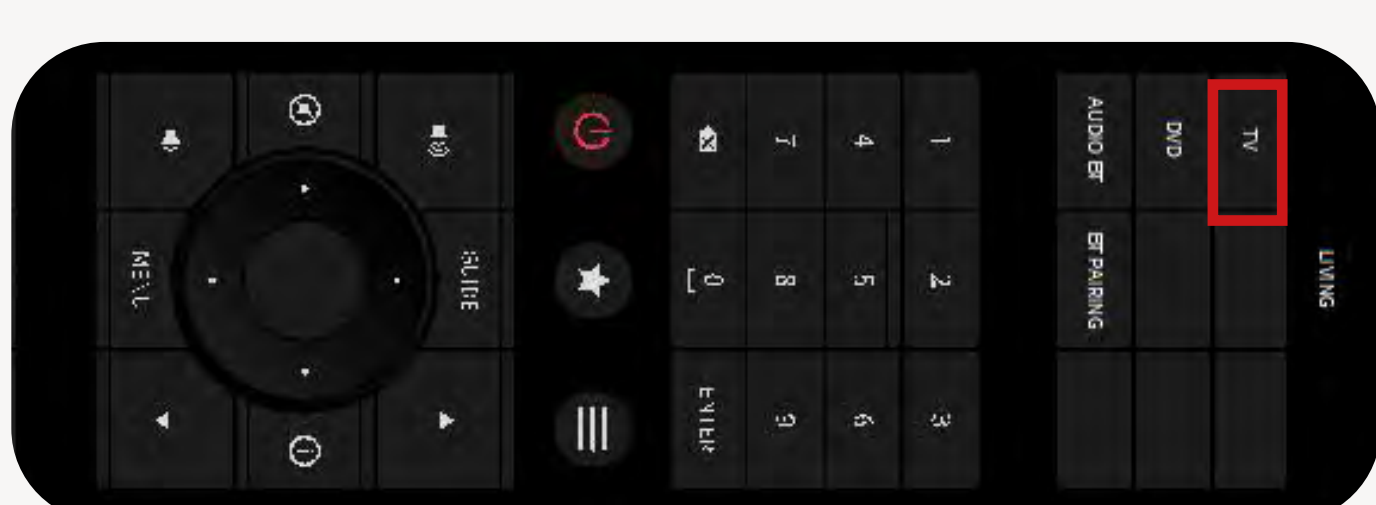 LIVING
TV
DVD
AUDIO BT BT PAIRING
1 2 3
4 5 6
7 8 9
0 ENTER
GUIDE
MENU